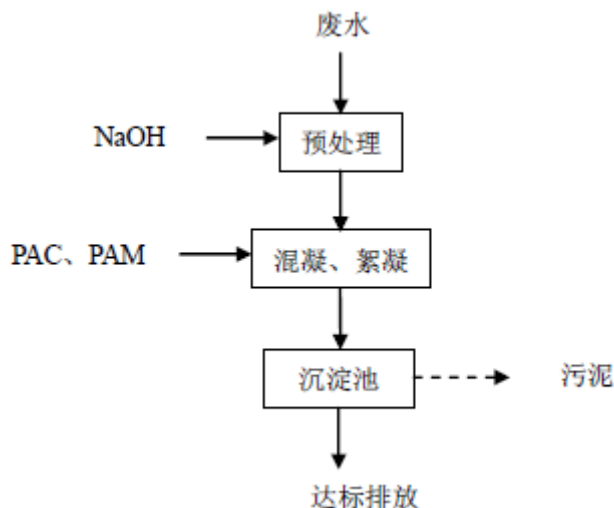 废水
NaOH
预处理
PAC、PAM
混凝、絮凝
沉淀池
污泥
达标排放